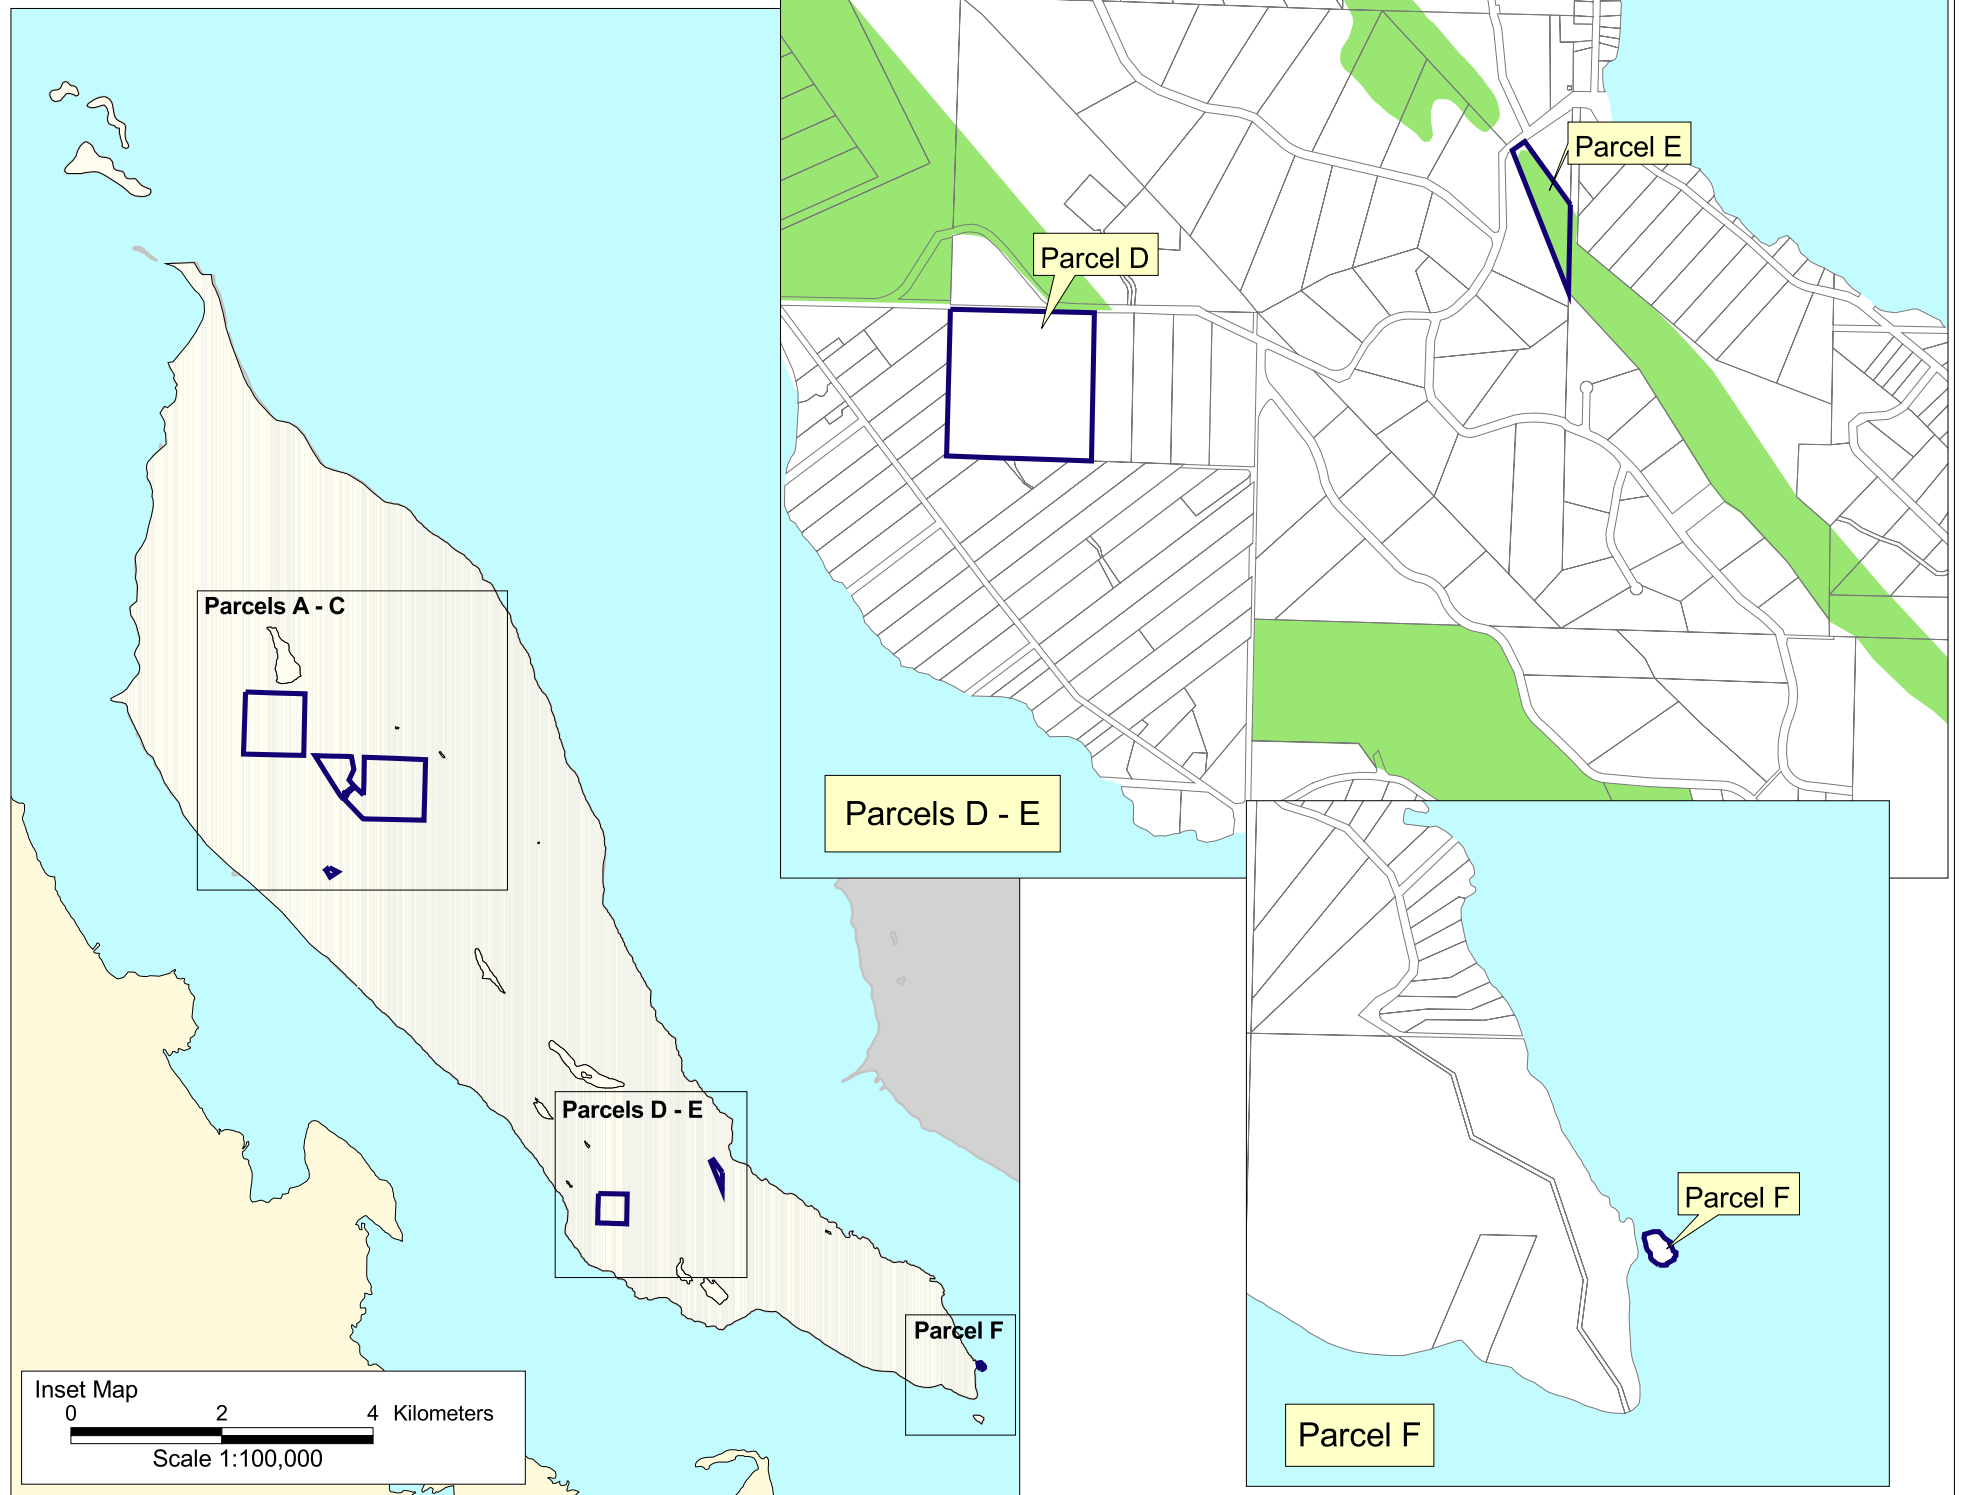 Parcel E
Parcel D
Parcels A - C
Parcels D - E
Parcels D - E
Parcel F
Parcel F
Inset Map
0 2 4 Kilometers
Scale 1:100,000
Parcel F